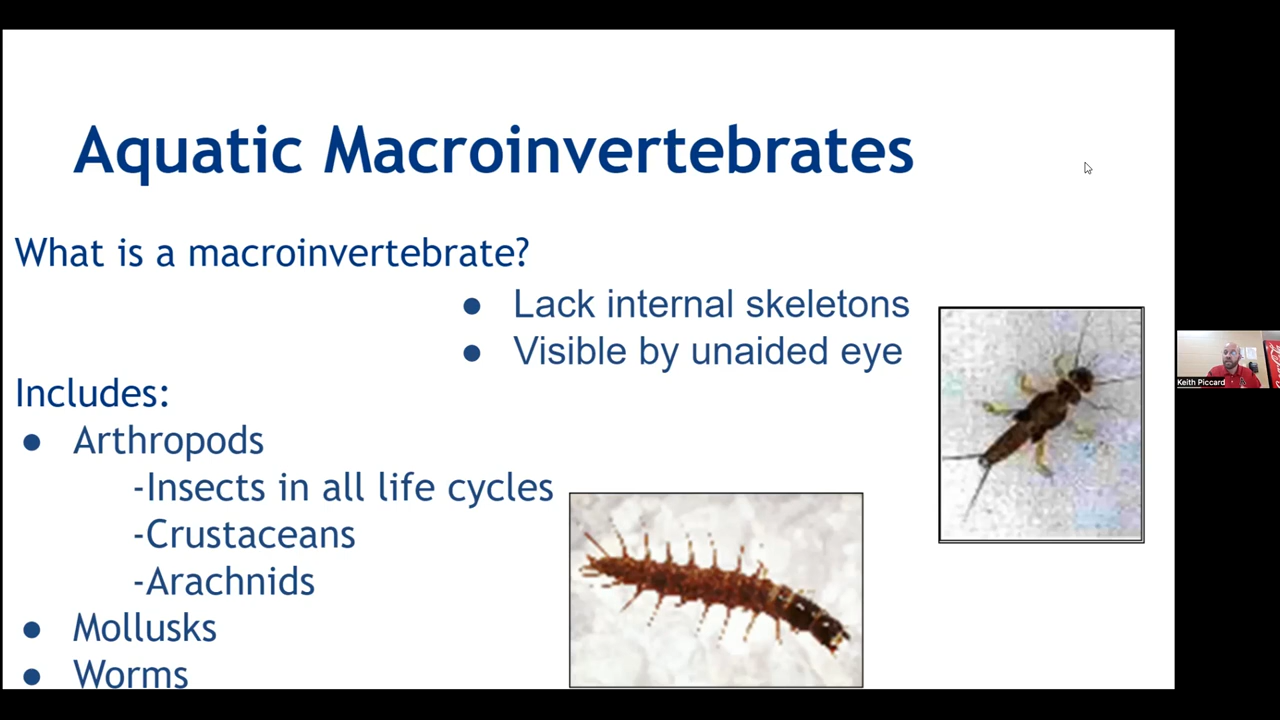 Aquatic Macroinvertebrates
What is a macroinvertebrate?
● Lack internal skeletons
● Visible by unaided eye
Includes:
● Arthropods
-Insects in all life cycles
-Crustaceans
-Arachnids
● Mollusks
● Worms
Keith Piccard